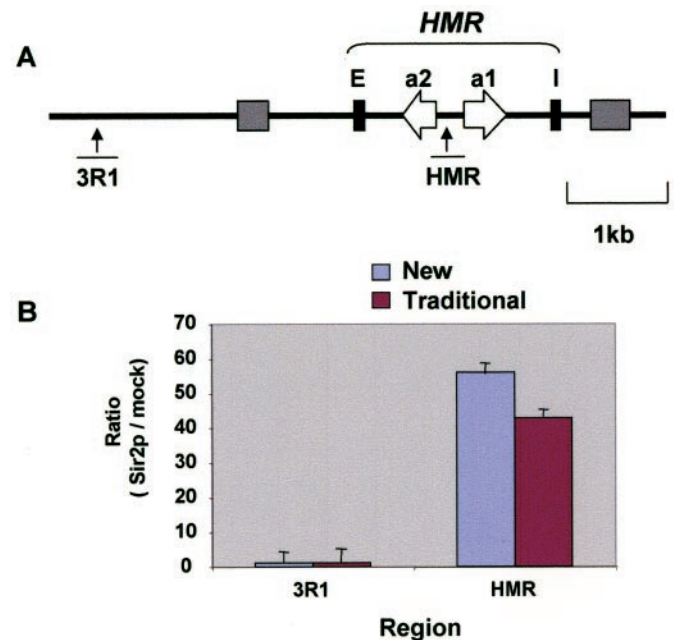 HMR
A
E a2 a1 I
3R1 HMR
1kb
New
Traditional
B
70
60
50
40
30
20
10
0
Ratio
( Sir2p / mock)
3R1 HMR
Region